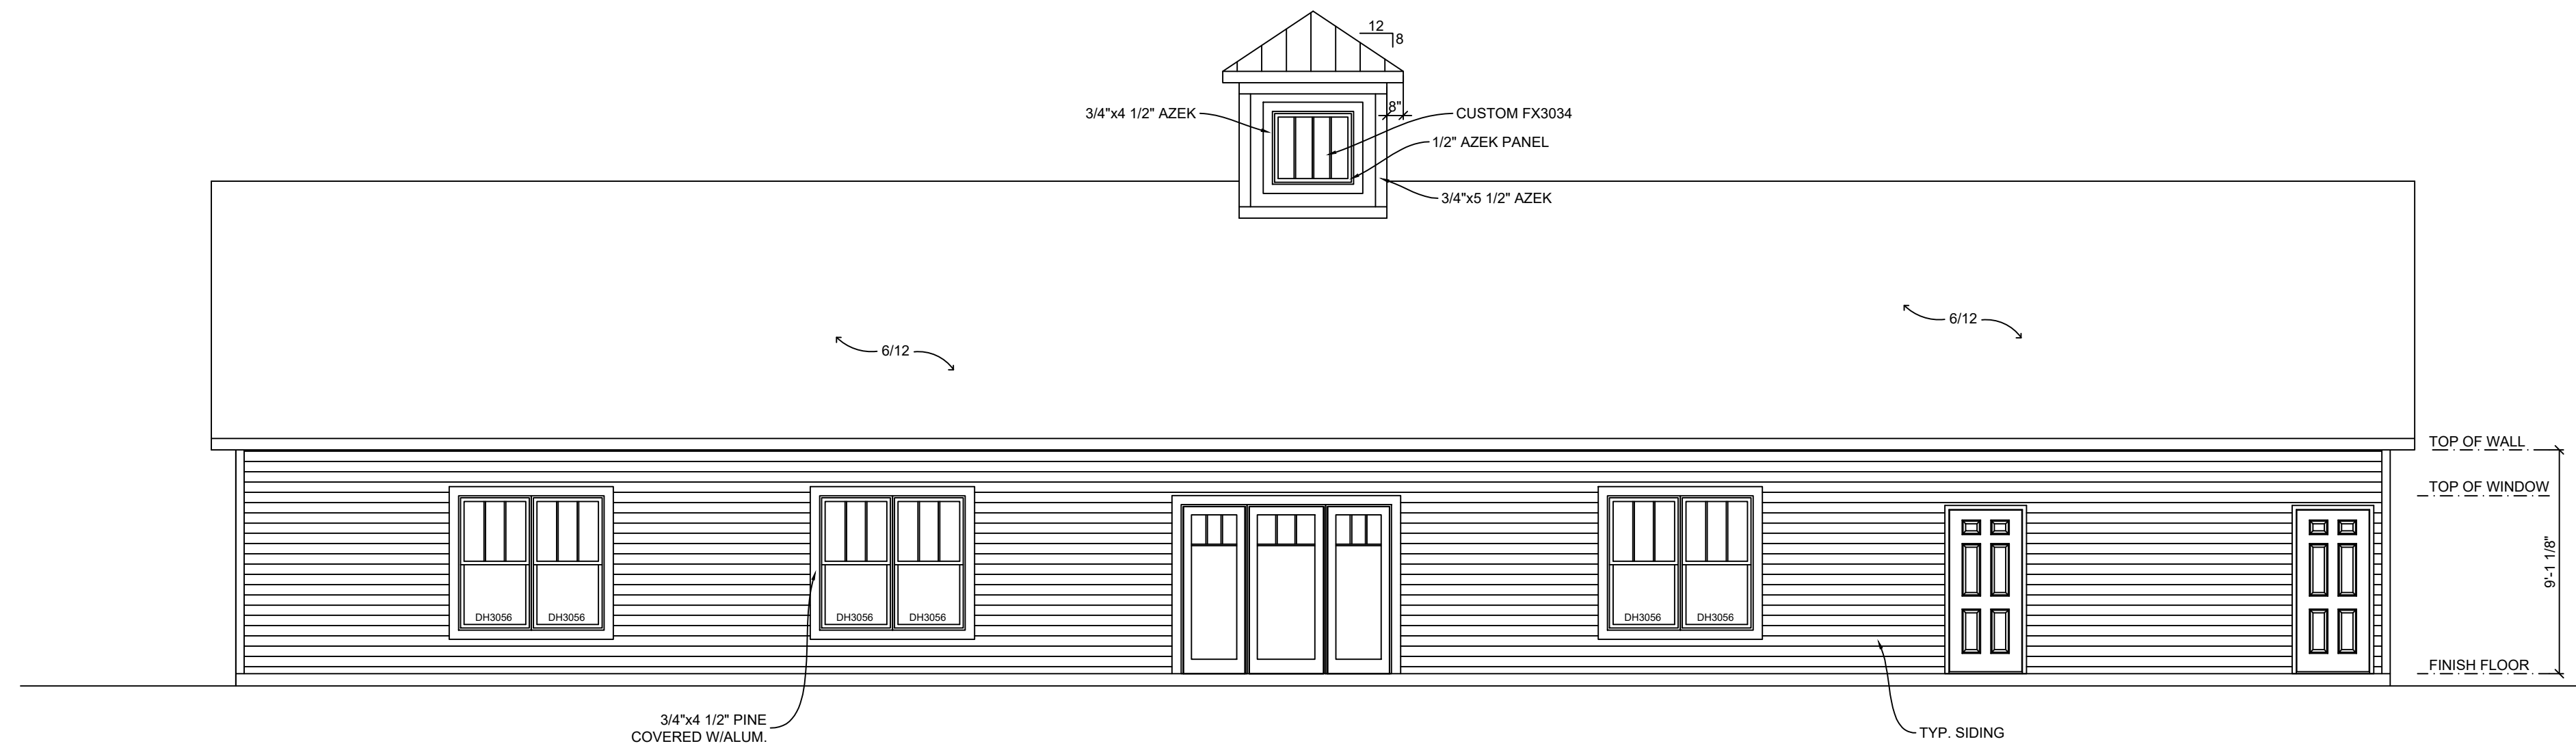 12
8
8"
3/4"x4 1/2" AZEK
CUSTOM FX3034
1/2" AZEK PANEL
3/4"x5 1/2" AZEK
6/12
6/12
TOP OF WALL
TOP OF WINDOW
9'-1 1/8"
DH3056 DH3056
DH3056 DH3056
DH3056 DH3056
FINISH FLOOR
3/4"x4 1/2" PINE
COVERED W/ALUM.
TYP. SIDING